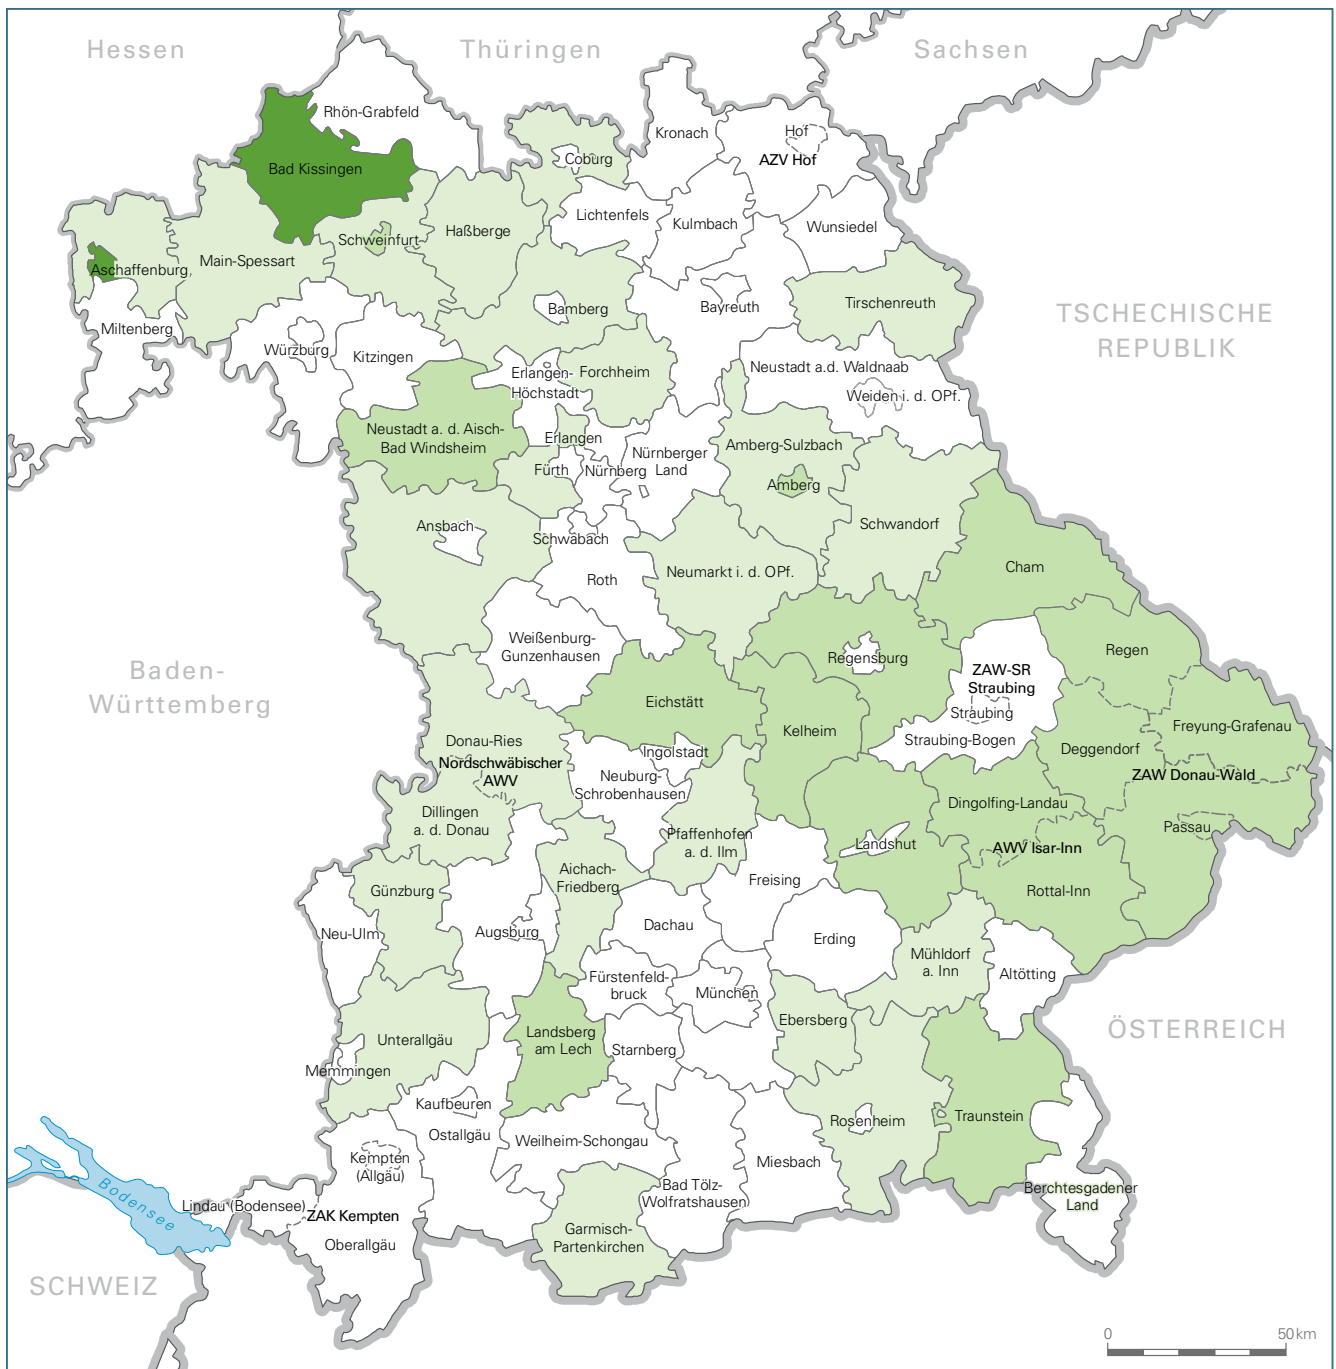 Hessen
Thüringen
Sachsen
Rhön-Grabfeld
Kronach
Hof
AZV Hof
Coburg
Bad Kissingen
Lichtenfels
Kulmbach
Wunsiedel
Schweinfurt
Haßberge
Main-Spessart
Aschaffenburg
Bayreuth
Tirschenreuth
Bamberg
Miltenberg
TSCHECHISCHE
REPUBLIK
Würzburg
Kitzingen
Erlangen-
Höchstadt
Forchheim
Neustadt a.d. Waldnaab
Weiden i. d. OPf.
Neustadt a. d. Aisch-
Bad Windsheim
Erlangen
Fürth
Nürnberg
Nürnberger
Land
Amberg-Sulzbach
Amberg
Ansbach
Schwabach
Schwandorf
Roth
Neumarkt i. d. OPf.
Cham
Weißenburg-
Gunzenhausen
Regensburg
Regen
ZAW-SR
Straubing
Straubing
Straubing-Bogen
Baden-
Württemberg
Eichstätt
Kelheim
Freyung-Grafenau
Deggendorf
ZAW Donau-Wald
Donau-Ries
Nordschwäbischer
AWV
Ingolstadt
Neuburg-
Schrobenhausen
Dingolfing-Landau
Dillingen
a. d. Donau
Pfaffenhofen
a. d. Ilm
Landshut
Passau
AWV Isar-Inn
Rottal-Inn
Günzburg
Aichach-
Friedberg
Freising
Neu-Ulm
Augsburg
Dachau
Erding
Mühldorf
a. Inn
Altötting
Fürstenfeld-
bruck
München
Ebersberg
ÖSTERREICH
Unterallgäu
Landsberg
am Lech
Starnberg
Memmingen
Kaufbeuren
Ostallgäu
Weilheim-Schongau
Rosenheim
Traunstein
Kempten
(Allgäu)
Miesbach
Bad Tölz-
Wolfratshausen
Berchtesgadener
Land
Bodensee
Lindau (Bodensee)
ZAK Kempten
Oberallgäu
Garmisch-
Partenkirchen
SCHWEIZ
0
50 km